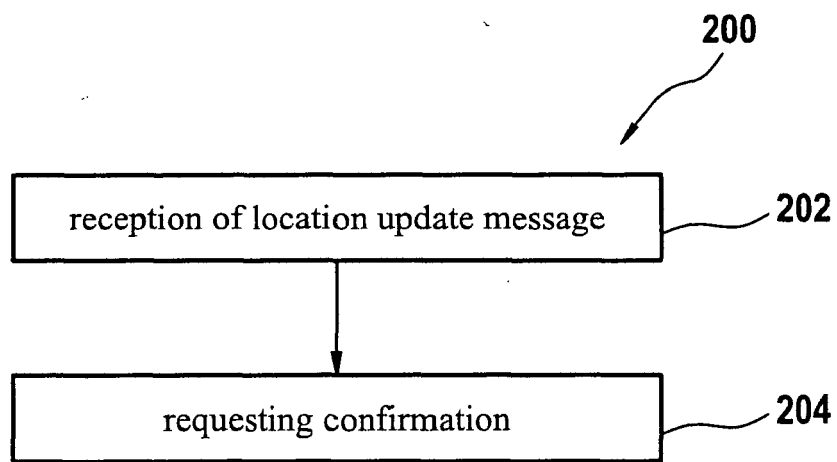 200
reception of location update message
202
requesting confirmation
204